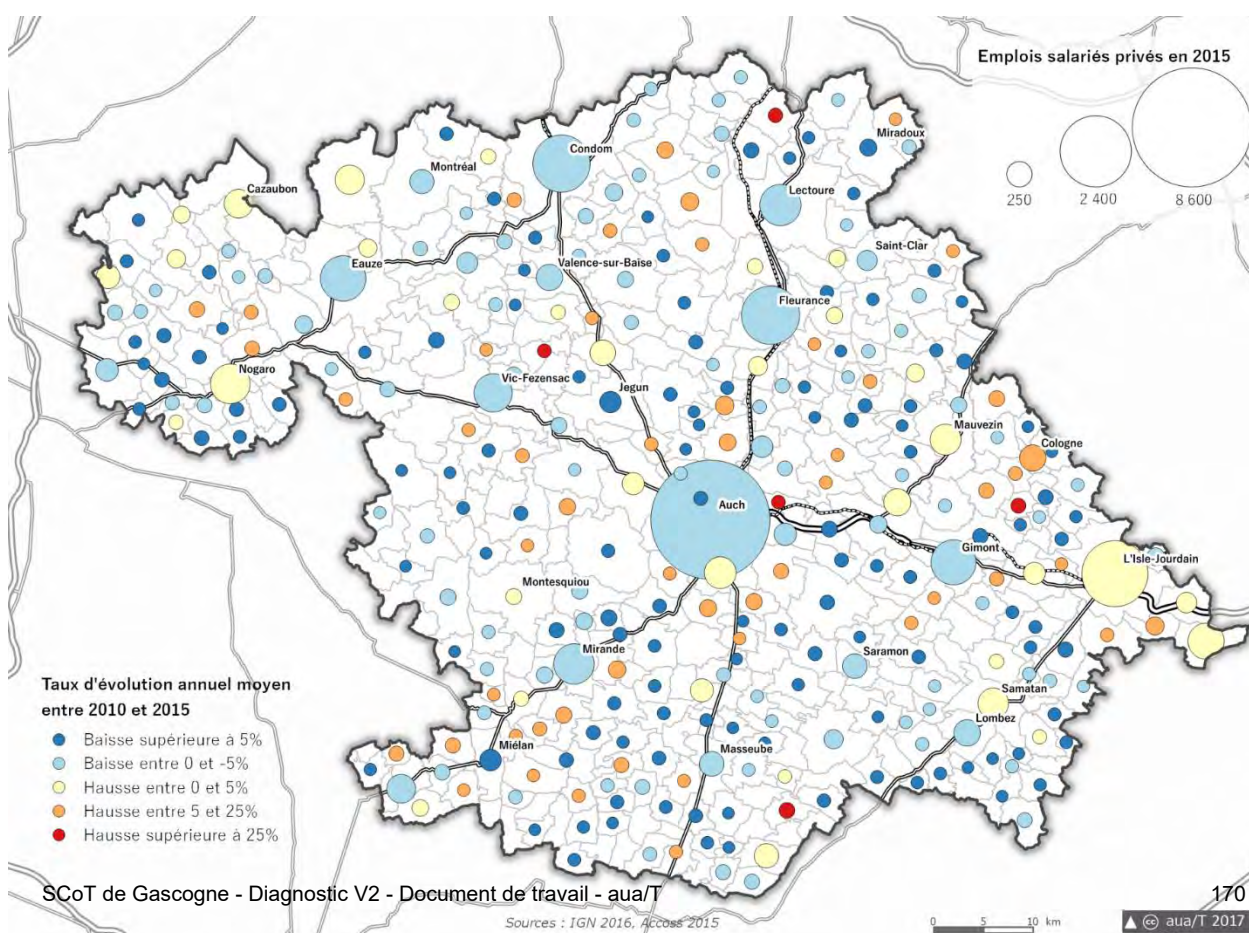 Emplois salariés privés en 2015
250
2 400
8 600
Condom
Miradoux
Montréal
Cazaubon
Lectoure
Saint-Clar
Valence-sur-Baïse
Eauze
Fleurance
Nogaro
Vic-Fezensac
Jegun
Mauvezin
Cologne
Auch
Gimont
L'Isle-Jourdain
Montesquiou
Mirande
Saramon
Samatan
Lombez
Masseube
Miélan
Taux d'évolution annuel moyen
entre 2010 et 2015
Baisse supérieure à 5%
Baisse entre 0 et -5%
Hausse entre 0 et 5%
Hausse entre 5 et 25%
Hausse supérieure à 25%
SCoT de Gascogne - Diagnostic V2 - Document de travail - aua/T
170
Sources : IGN 2016, Accoss 2015
0 5 10 km
cc aua/T 2017